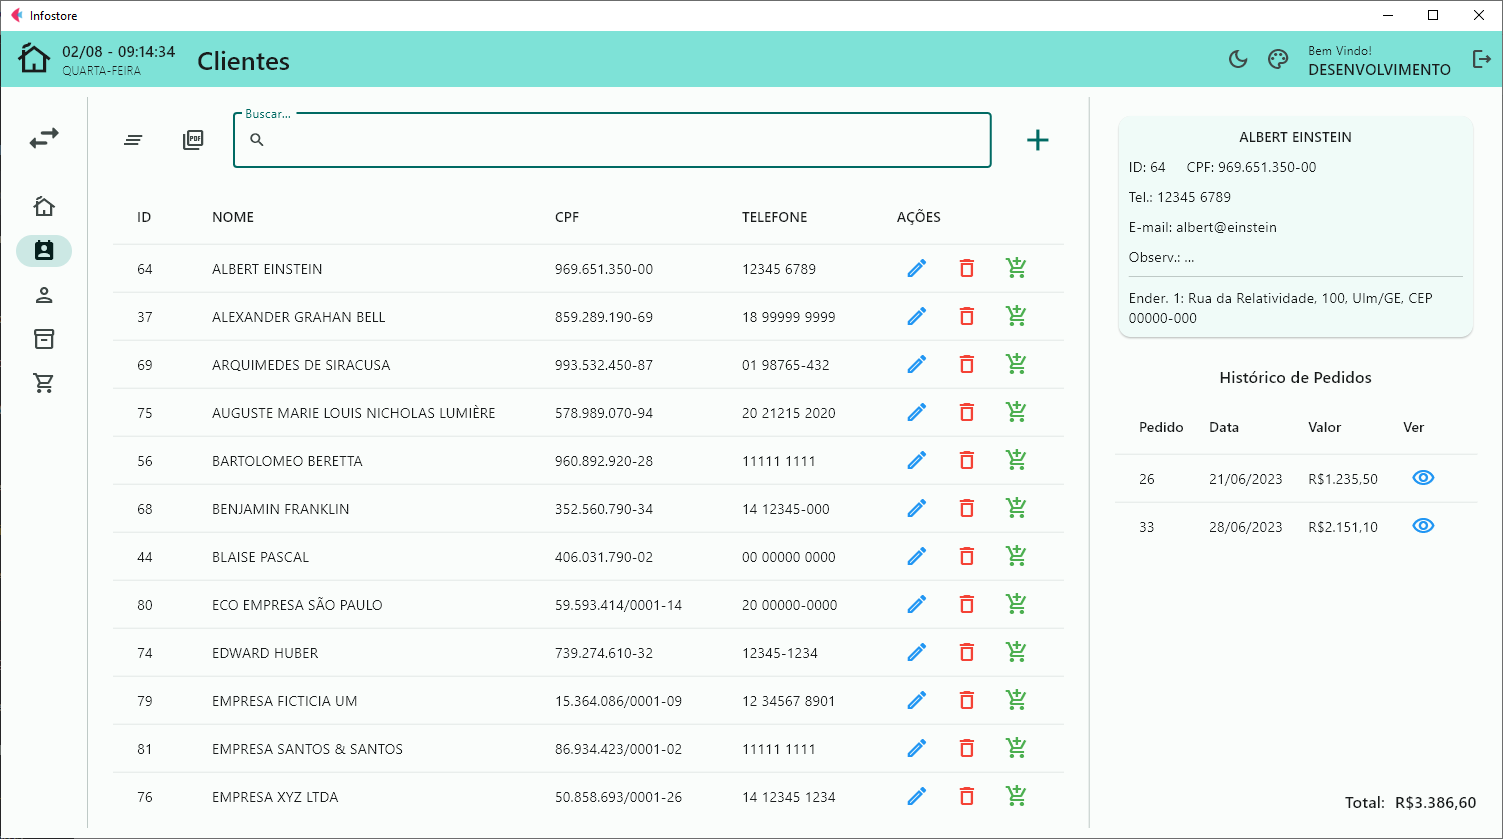 Infostore
02/08 - 09:14:34
QUARTA-FEIRA
Clientes
Bem Vindo!
DESENVOLVIMENTO
Buscar...
PDF
ID NOME CPF TELEFONE AÇÕES
64 ALBERT EINSTEIN 969.651.350-00 12345 6789
37 ALEXANDER GRAHAN BELL 859.289.190-69 18 99999 9999
69 ARQUIMEDES DE SIRACUSA 993.532.450-87 01 98765-432
75 AUGUSTE MARIE LOUIS NICHOLAS LUMIÈRE 578.989.070-94 20 21215 2020
56 BARTOLOMEO BERETTA 960.892.920-28 11111 1111
68 BENJAMIN FRANKLIN 352.560.790-34 14 12345-000
44 BLAISE PASCAL 406.031.790-02 00 00000 0000
80 ECO EMPRESA SÃO PAULO 59.593.414/0001-14 20 00000-0000
74 EDWARD HUBER 739.274.610-32 12345-1234
79 EMPRESA FICTICIA UM 15.364.086/0001-09 12 34567 8901
81 EMPRESA SANTOS & SANTOS 86.934.423/0001-02 11111 1111
76 EMPRESA XYZ LTDA 50.858.693/0001-26 14 12345 1234
ALBERT EINSTEIN
ID: 64 CPF: 969.651.350-00
Tel.: 12345 6789
E-mail: albert@einstein
Observ.: ...
Ender. 1: Rua da Relatividade, 100, Ulm/GE, CEP
00000-000
Histórico de Pedidos
Pedido Data Valor Ver
26 21/06/2023 R$1.235,50
33 28/06/2023 R$2.151,10
Total: R$3.386,60